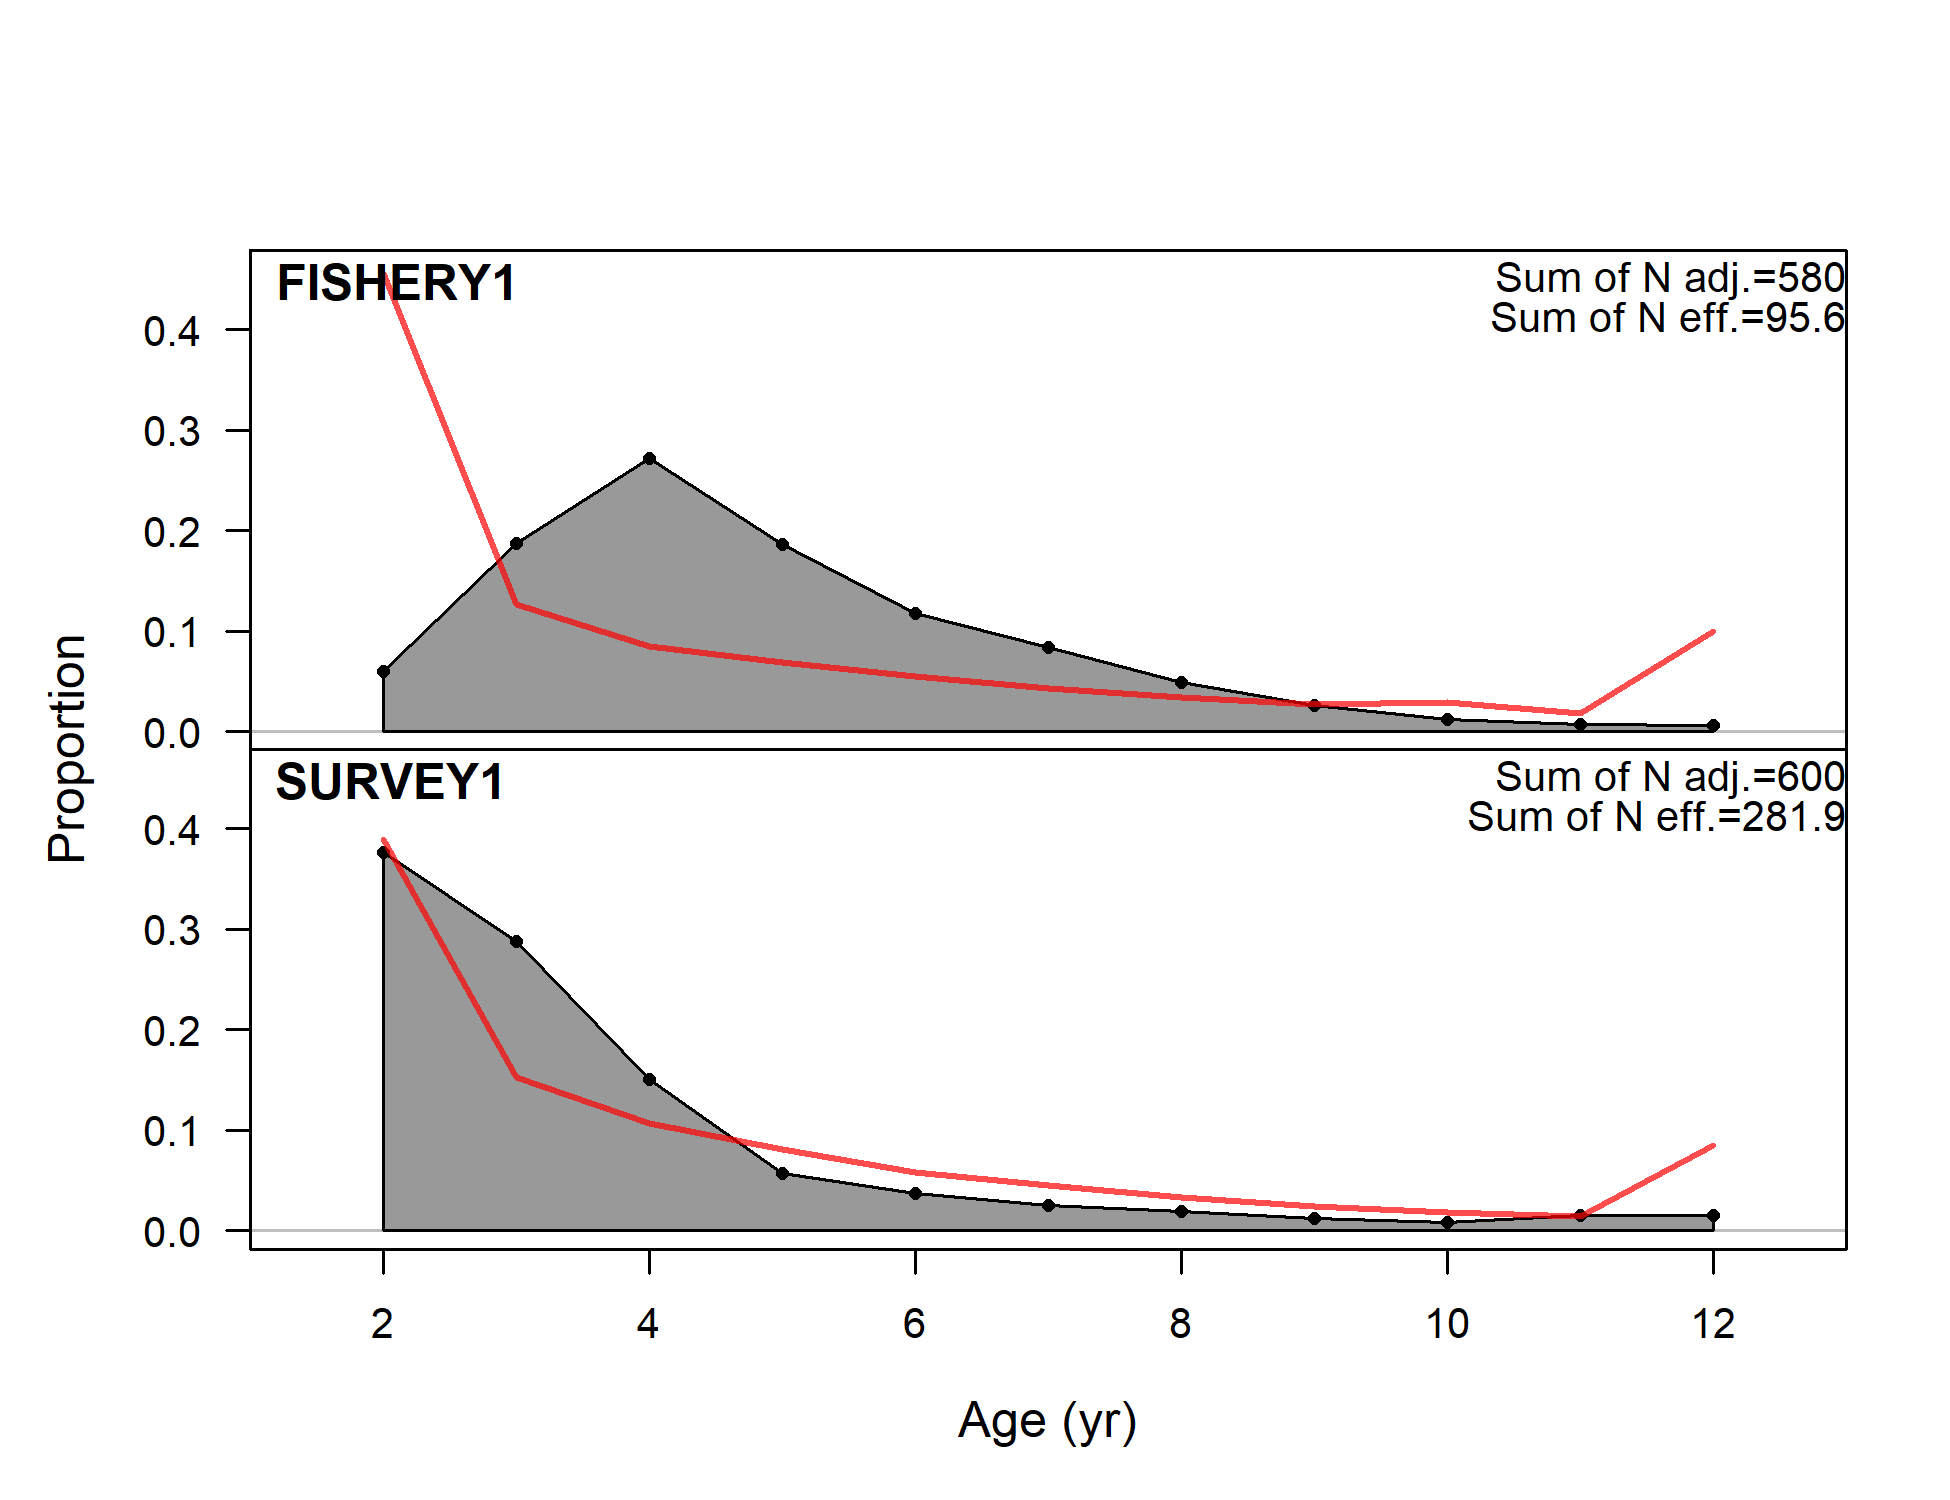 FISHERY1
Sum of N adj.=580
Sum of N eff.=95.6
0.4
0.3
0.2
0.1
0.0
SURVEY1
Sum of N adj.=600
Sum of N eff.=281.9
0.4
0.3
0.2
0.1
0.0
Proportion
2 4 6 8 10 12
Age (yr)